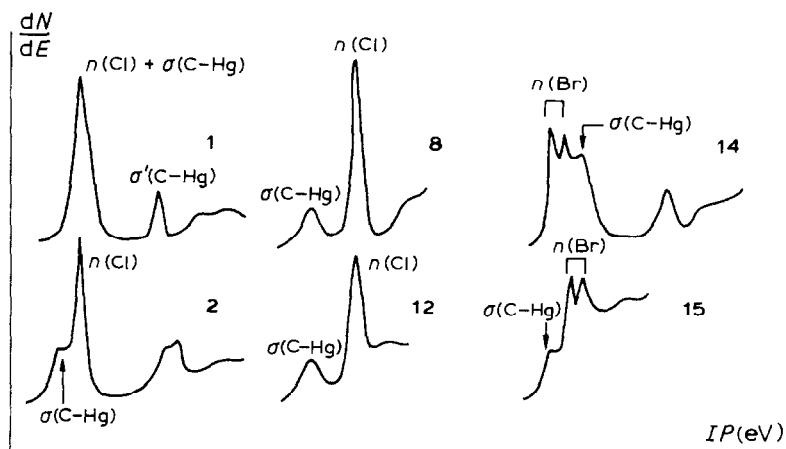 dN
dE
n(Cl) + σ(C–Hg)
1
σ'(C–Hg)
n(Cl)
8
σ(C–Hg)
n(Br)
σ(C–Hg)
14
n(Cl)
2
σ(C–Hg)
n(Cl)
12
σ(C–Hg)
n(Br)
σ(C–Hg)
15
IP(eV)